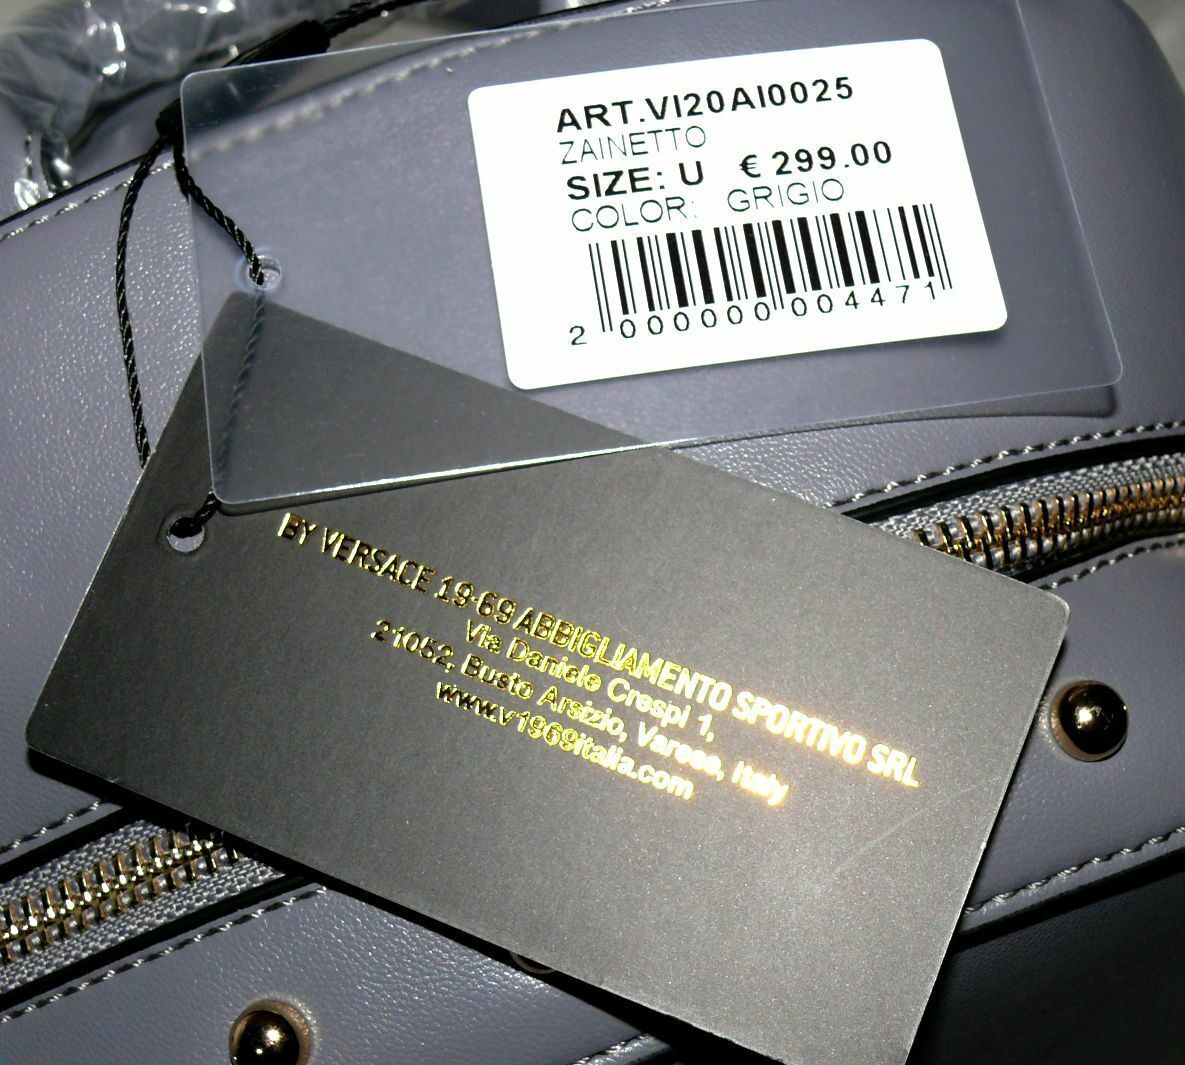 ART.VI20AI0025
ZAINETTO
SIZE: U € 299.00
COLOR: GRIGIO
2 000000 004471
BY VERSACE 19·69 ABBIGLIAMENTO SPORTIVO SRL
Via Daniele Crespi 1,
21052, Busto Arsizio, Varese, Italy
www.v1969italia.com